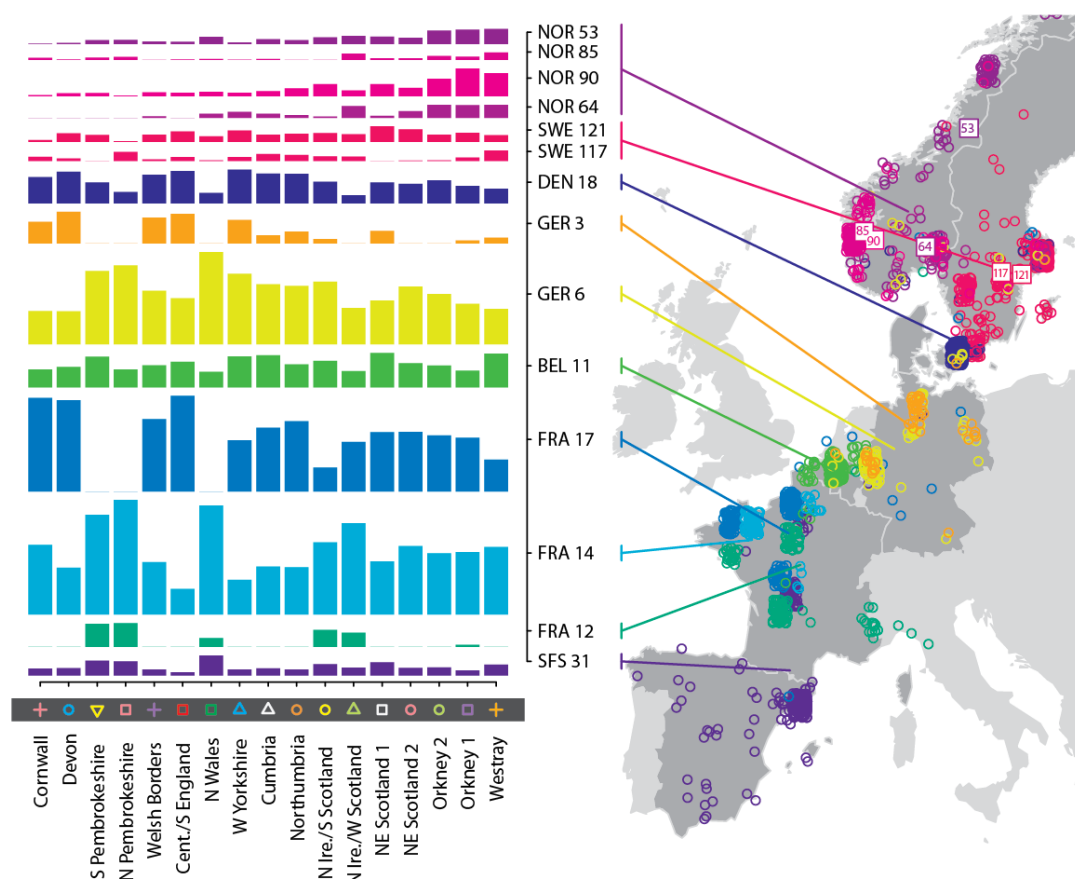 NOR 53
NOR 85
NOR 90
NOR 64
SWE 121
SWE 117
DEN 18
GER 3
GER 6
BEL 11
FRA 17
FRA 14
FRA 12
SFS 31
53
85
90
64
117
121
Cornwall
Devon
S Pembrokeshire
N Pembrokeshire
Welsh Borders
Cent./S England
N Wales
W Yorkshire
Cumbria
Northumbria
N Ire./S Scotland
N Ire./W Scotland
NE Scotland 1
NE Scotland 2
Orkney 2
Orkney 1
Westray